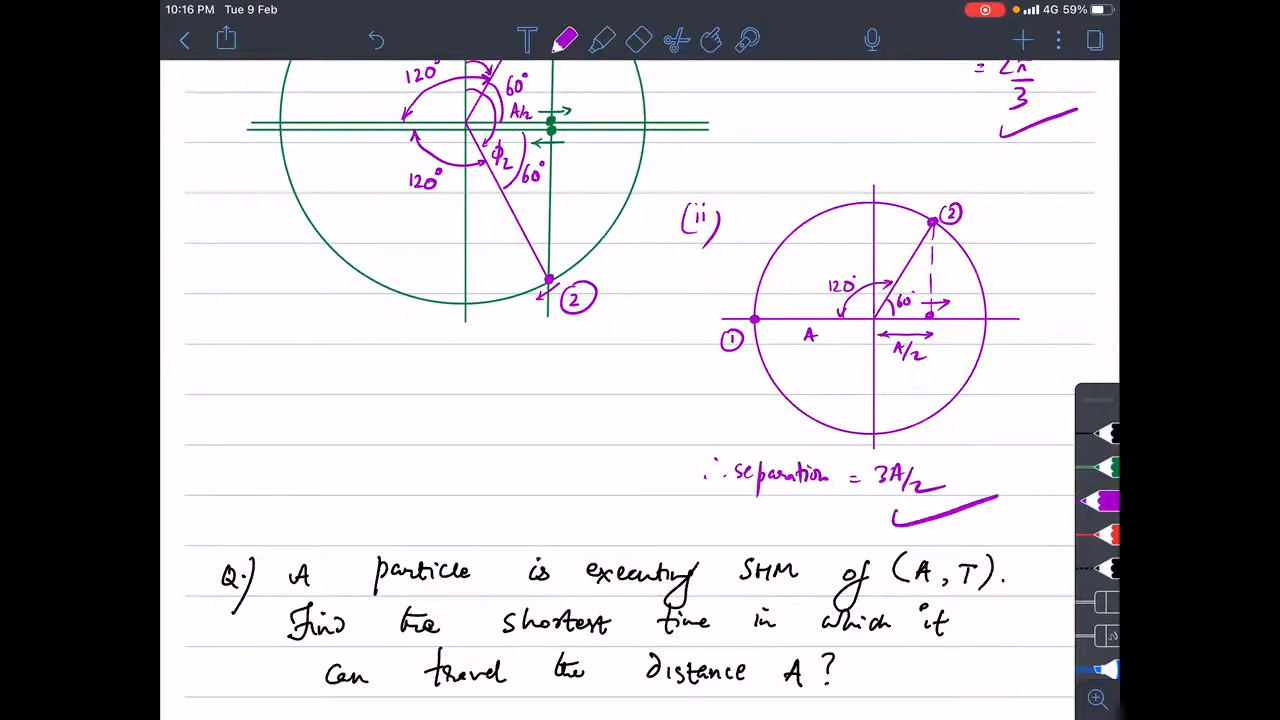 10:16 PM Tue 9 Feb
4G 59%
120°
60°
A/2
= 2π/3
ϕ2
120°
60°
2
(ii)
2
120°
60°
1
A
A/2
∴ separation = 3A/2
Q.) A particle is executing SHM of (A, T).
Find the shortest time in which it
can travel the distance A?